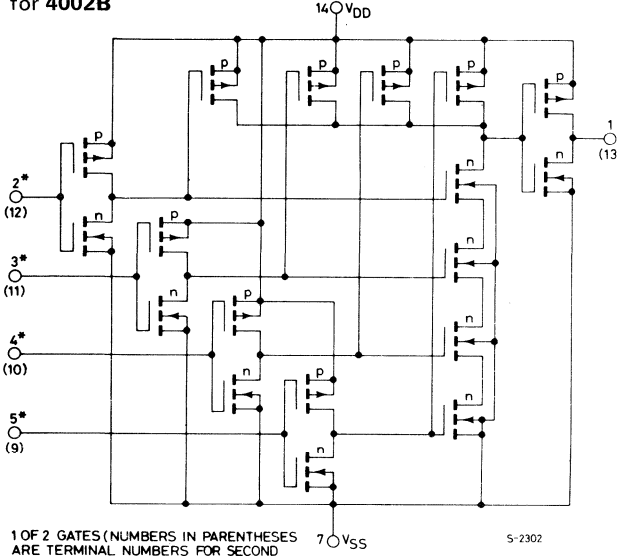 for 4002B
14 VDD
p p p p p
p
1
(13
n n
2*
(12)
n p
3*
(11)
n
n p
4*
(10)
n
n p
5*
(9)
n
n
7 VSS
S-2302
1 OF 2 GATES (NUMBERS IN PARENTHESES
ARE TERMINAL NUMBERS FOR SECOND